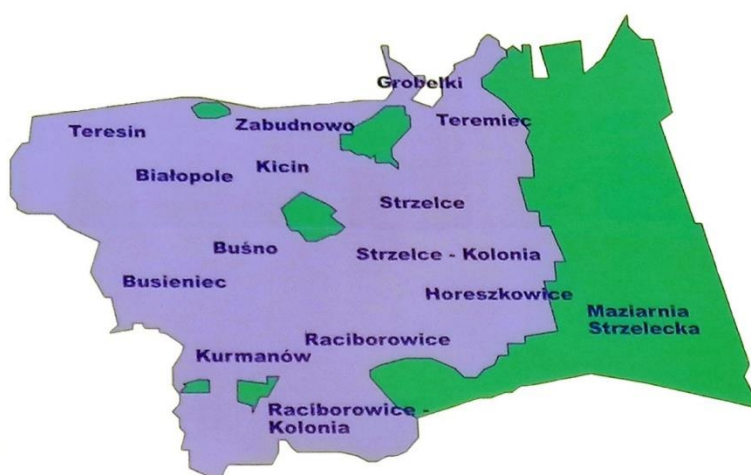 Grobelki
Teresin
Zabudnowo
Teremiec
Białopole
Kicin
Strzelce
Buśno
Strzelce - Kolonia
Busieniec
Horeszkowice
Maziarnia
Strzelecka
Raciborowice
Kurmanów
Raciborowice -
Kolonia